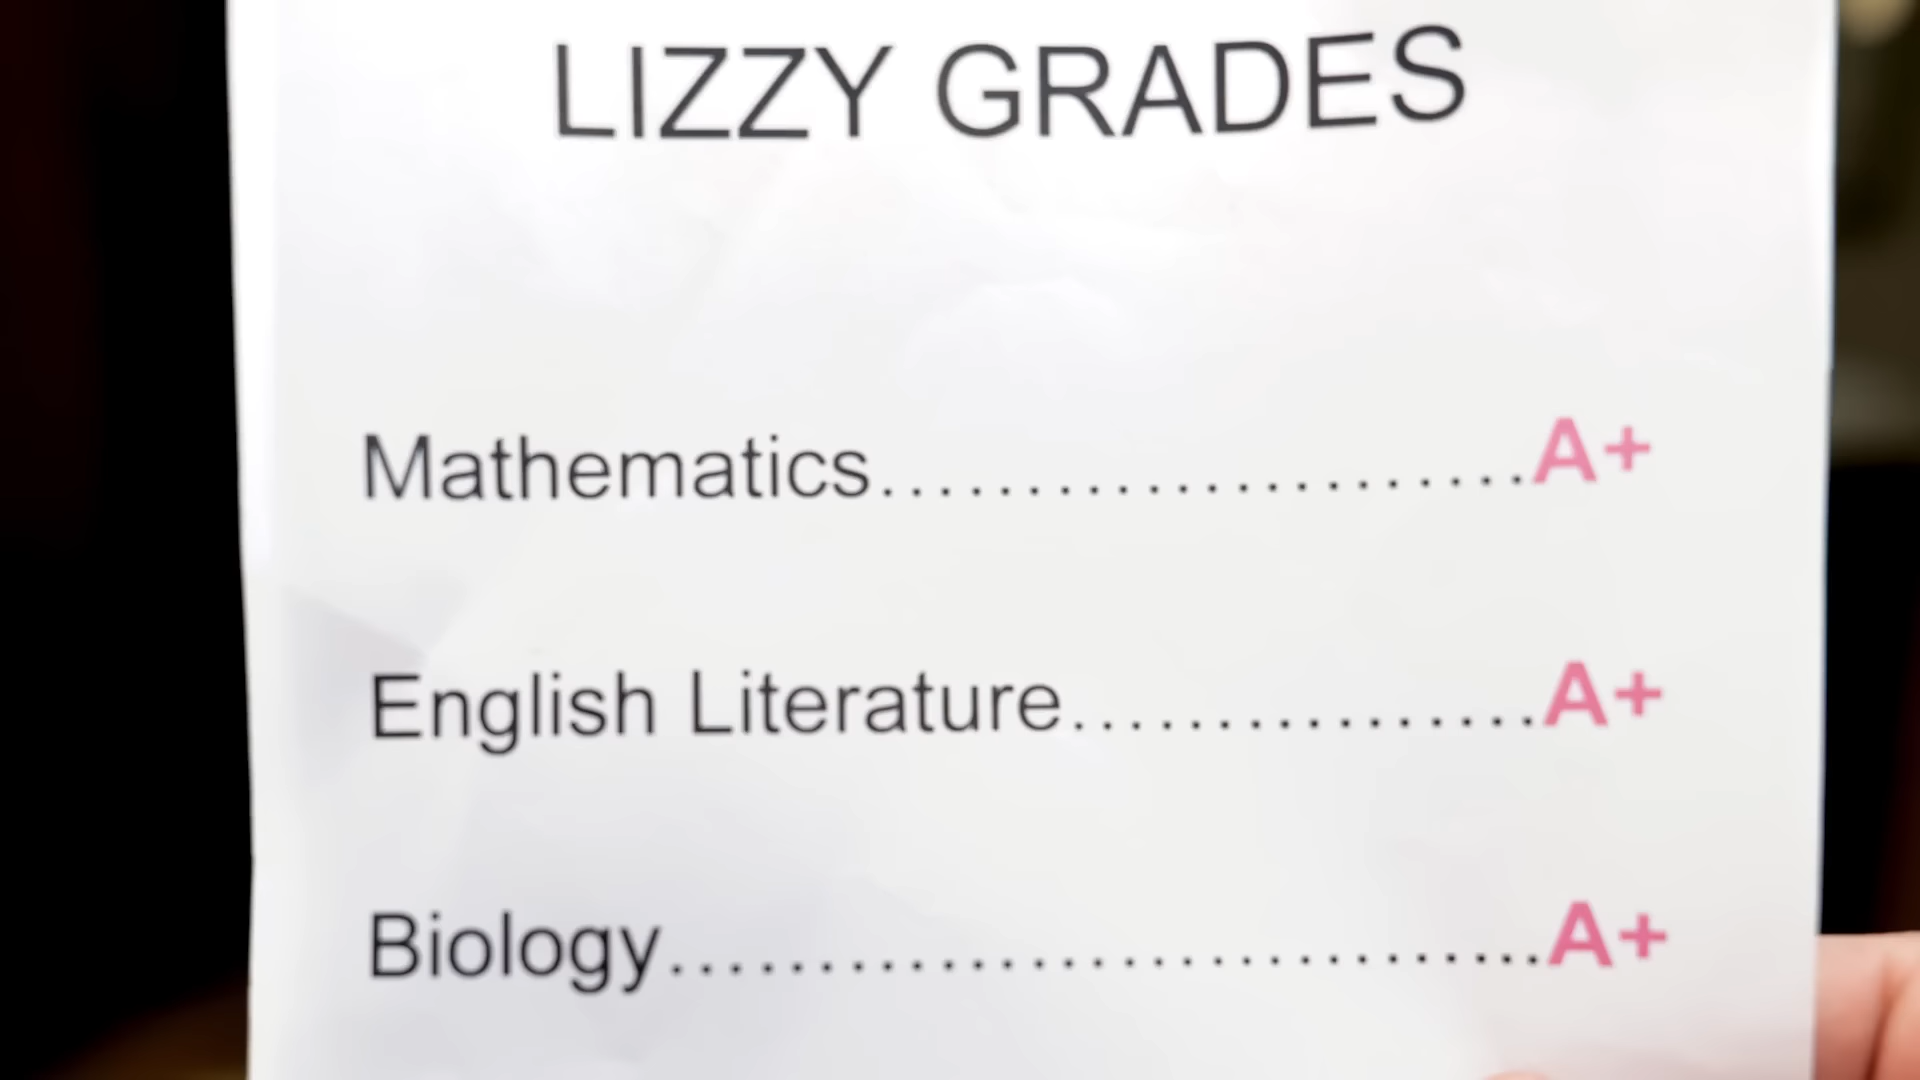 LIZZY GRADES
Mathematics......................A+
English Literature................A+
Biology..............................A+